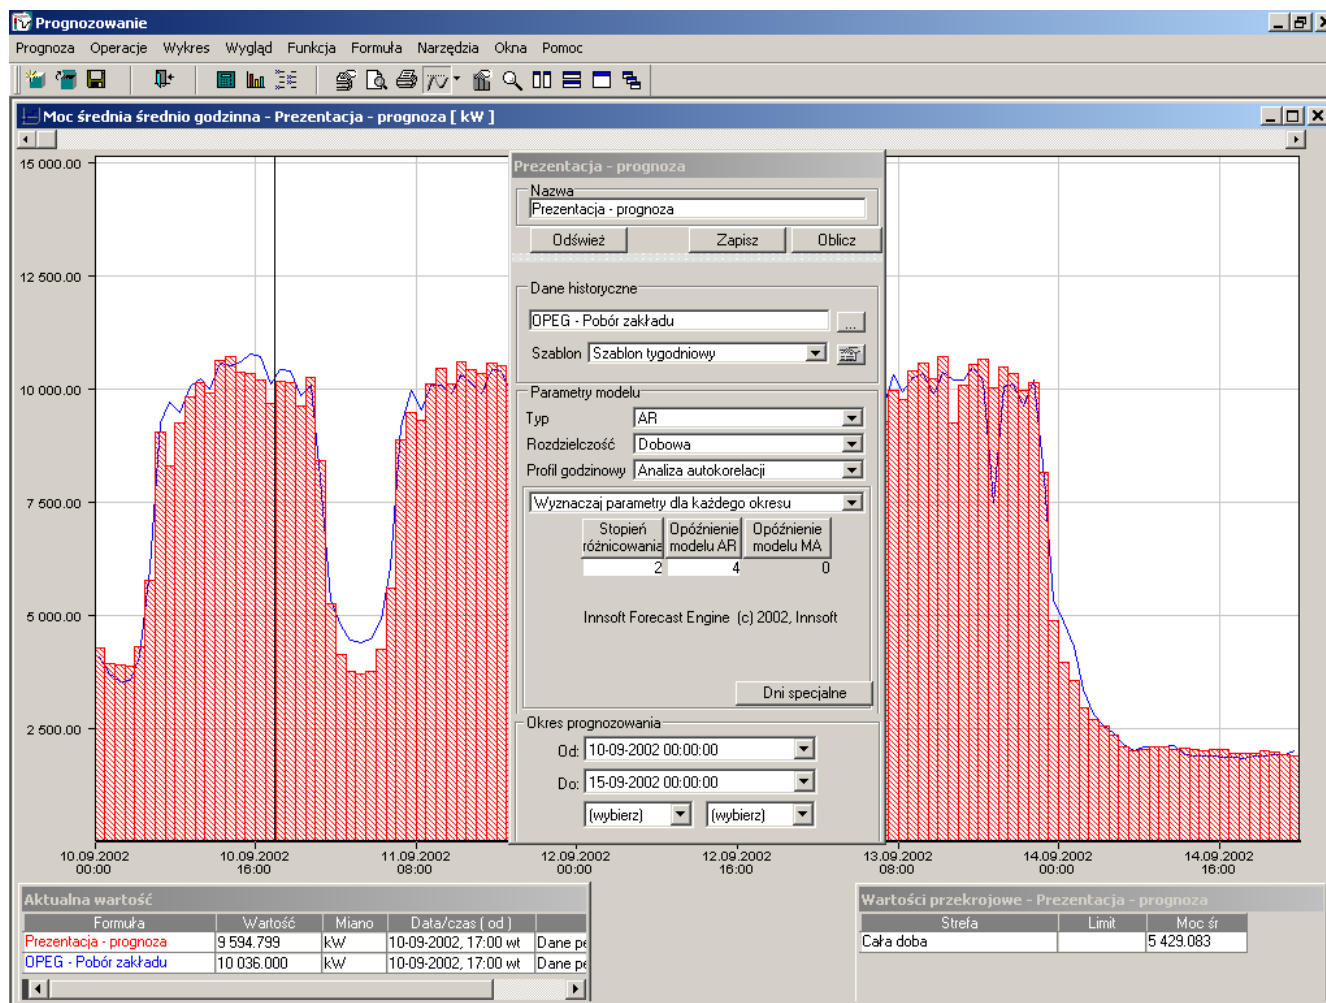 Prognozowanie
Prognoza Operacje Wykres Wygląd Funkcja Formuła Narzędzia Okna Pomoc
Moc średnia średnio godzinna - Prezentacja - prognoza [ kW ]
15 000.00
12 500.00
10 000.00
7 500.00
5 000.00
2 500.00
Prezentacja - prognoza
Nazwa
Prezentacja - prognoza
Odśwież Zapisz Oblicz
Dane historyczne
OPEG - Pobór zakładu ...
Szablon Szablon tygodniowy
Parametry modelu
Typ AR
Rozdzielczość Dobowa
Profil godzinowy Analiza autokorelacji
Wyznaczaj parametry dla każdego okresu
Stopień Opóźnienie Opóźnienie
różnicowania modelu AR modelu MA
2 4 0
Innsoft Forecast Engine (c) 2002, Innsoft
Dni specjalne
Okres prognozowania
Od: 10-09-2002 00:00:00
Do: 15-09-2002 00:00:00
(wybierz) (wybierz)
10.09.2002 10.09.2002 11.09.2002 12.09.2002 12.09.2002 13.09.2002 14.09.2002 14.09.2002
00:00 16:00 08:00 00:00 16:00 08:00 00:00 16:00
Aktualna wartość
Formuła Wartość Miano Data/czas ( od )
Prezentacja - prognoza 9 594.799 kW 10-09-2002, 17:00 wt Dane pe
OPEG - Pobór zakładu 10 036.000 kW 10-09-2002, 17:00 wt Dane pe
Wartości przekrojowe - Prezentacja - prognoza
Strefa Limit Moc śr
Cała doba 5 429.083